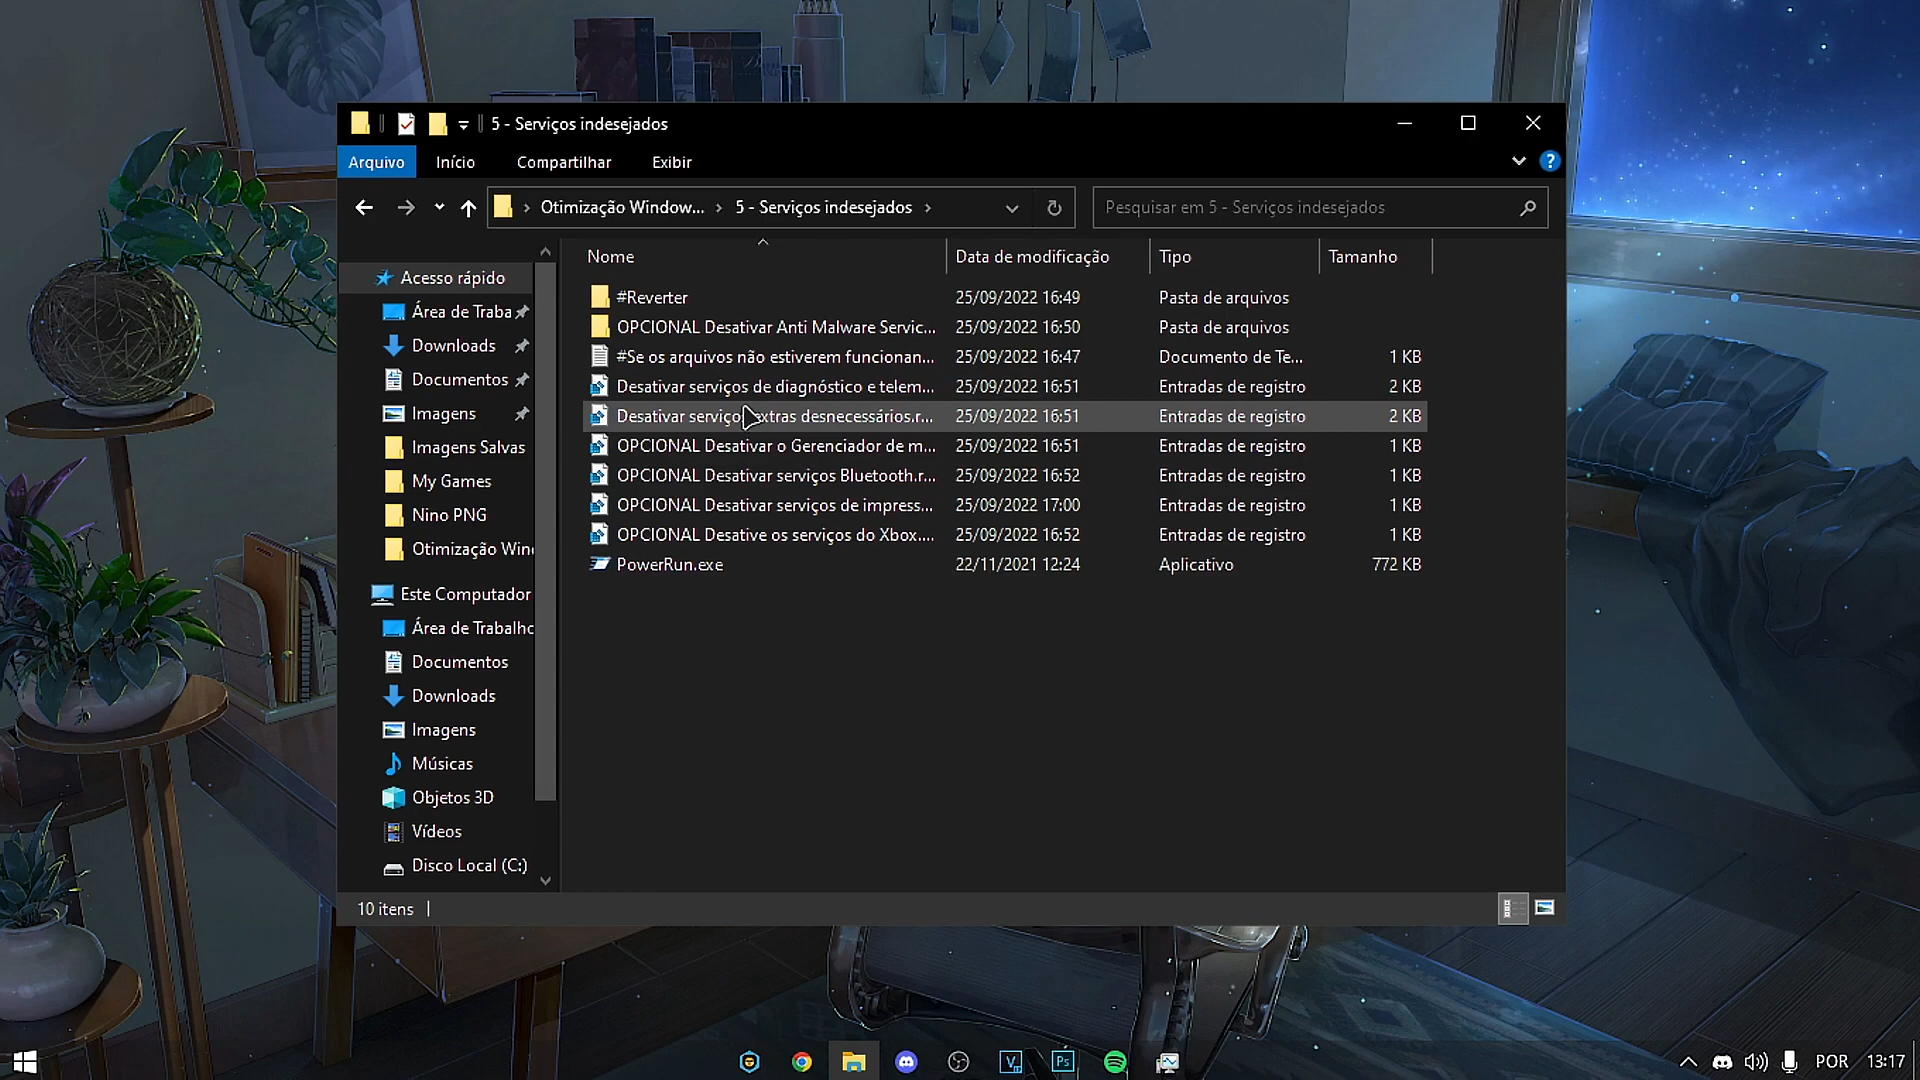 5 - Serviços indesejados
Arquivo Início Compartilhar Exibir
Otimização Window... 5 - Serviços indesejados Pesquisar em 5 - Serviços indesejados
Nome Data de modificação Tipo Tamanho
#Reverter 25/09/2022 16:49 Pasta de arquivos
OPCIONAL Desativar Anti Malware Servic... 25/09/2022 16:50 Pasta de arquivos
#Se os arquivos não estiverem funcionan... 25/09/2022 16:47 Documento de Te... 1 KB
Desativar serviços de diagnóstico e telem... 25/09/2022 16:51 Entradas de registro 2 KB
Desativar serviços extras desnecessários.r... 25/09/2022 16:51 Entradas de registro 2 KB
OPCIONAL Desativar o Gerenciador de m... 25/09/2022 16:51 Entradas de registro 1 KB
OPCIONAL Desativar serviços Bluetooth.r... 25/09/2022 16:52 Entradas de registro 1 KB
OPCIONAL Desativar serviços de impress... 25/09/2022 17:00 Entradas de registro 1 KB
OPCIONAL Desative os serviços do Xbox.... 25/09/2022 16:52 Entradas de registro 1 KB
PowerRun.exe 22/11/2021 12:24 Aplicativo 772 KB
Acesso rápido
Área de Traba
Downloads
Documentos
Imagens
Imagens Salvas
My Games
Nino PNG
Otimização Win
Este Computador
Área de Trabalho
Documentos
Downloads
Imagens
Músicas
Objetos 3D
Vídeos
Disco Local (C:)
10 itens
Ps
POR 13:17